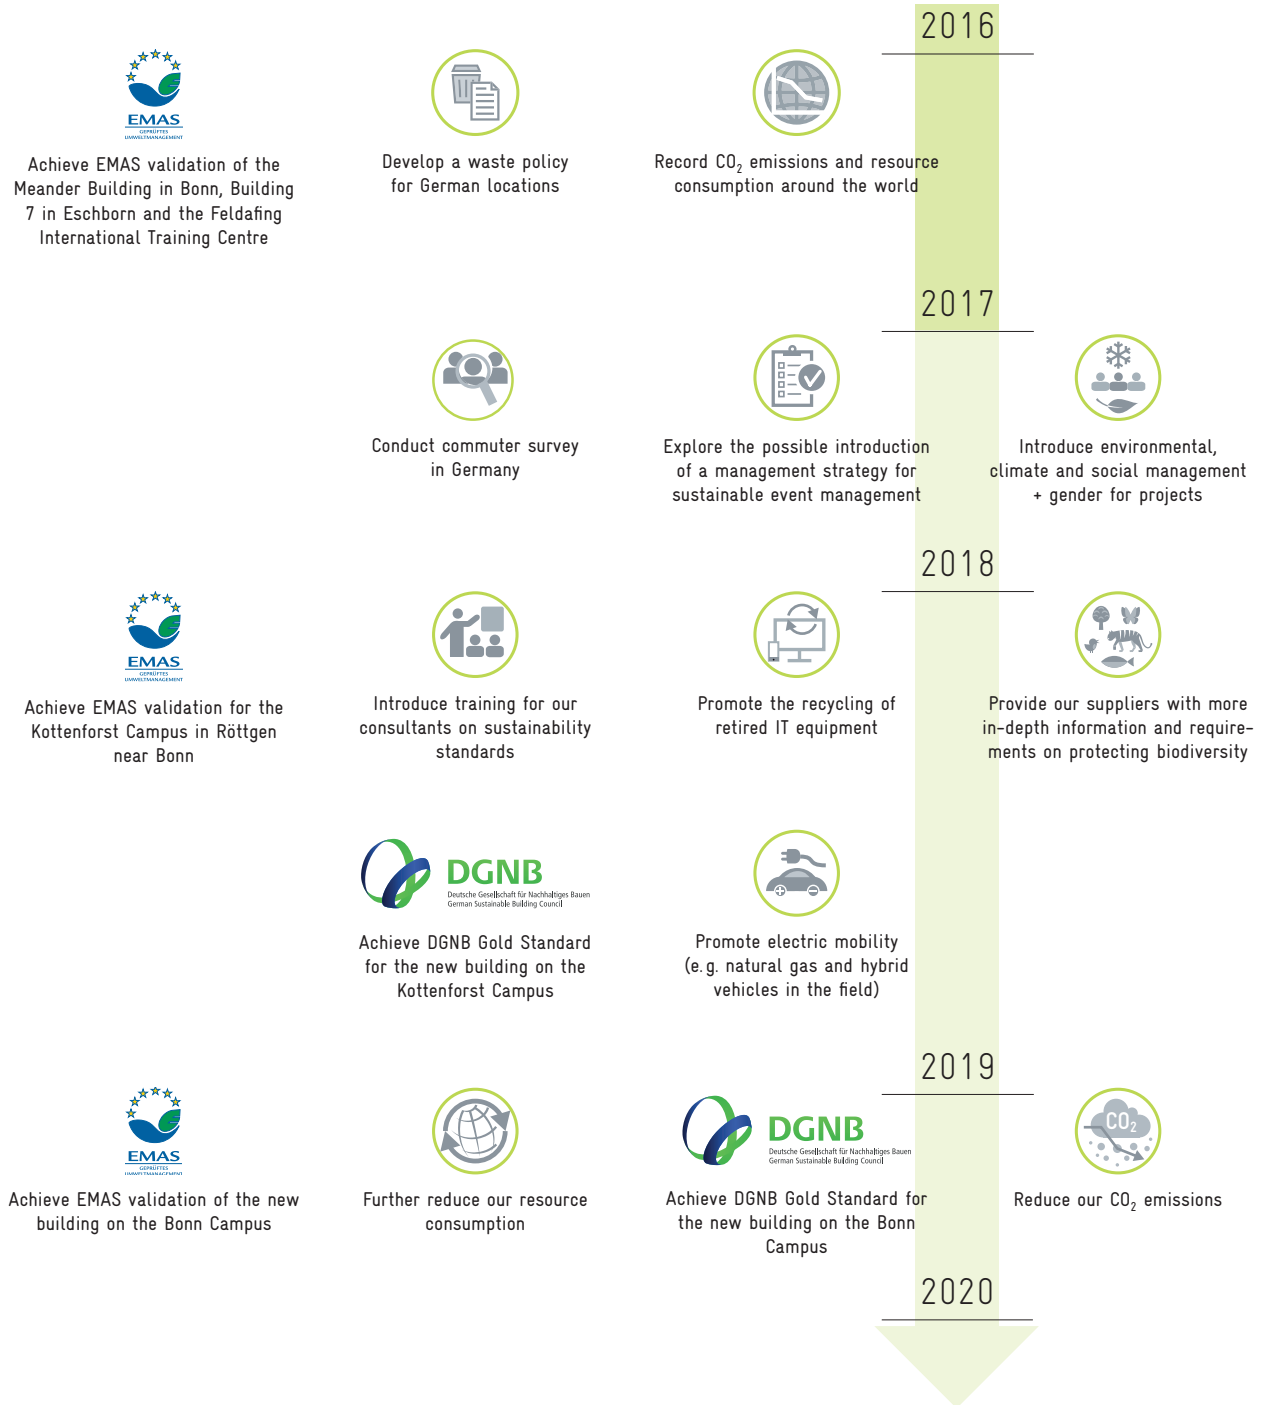 2016
EMAS
GEPRÜFTES
UMWELTMANAGEMENT
Achieve EMAS validation of the
Meander Building in Bonn, Building
7 in Eschborn and the Feldafing
International Training Centre
Develop a waste policy
for German locations
Record CO₂ emissions and resource
consumption around the world
2017
Conduct commuter survey
in Germany
Explore the possible introduction
of a management strategy for
sustainable event management
Introduce environmental,
climate and social management
+ gender for projects
2018
EMAS
GEPRÜFTES
UMWELTMANAGEMENT
Achieve EMAS validation for the
Kottenforst Campus in Röttgen
near Bonn
Introduce training for our
consultants on sustainability
standards
Promote the recycling of
retired IT equipment
Provide our suppliers with more
in-depth information and require-
ments on protecting biodiversity
DGNB
Deutsche Gesellschaft für Nachhaltiges Bauen
German Sustainable Building Council
Achieve DGNB Gold Standard
for the new building on the
Kottenforst Campus
Promote electric mobility
(e. g. natural gas and hybrid
vehicles in the field)
2019
EMAS
GEPRÜFTES
UMWELTMANAGEMENT
Achieve EMAS validation of the new
building on the Bonn Campus
Further reduce our resource
consumption
DGNB
Deutsche Gesellschaft für Nachhaltiges Bauen
German Sustainable Building Council
Achieve DGNB Gold Standard for
the new building on the Bonn
Campus
CO₂
Reduce our CO₂ emissions
2020